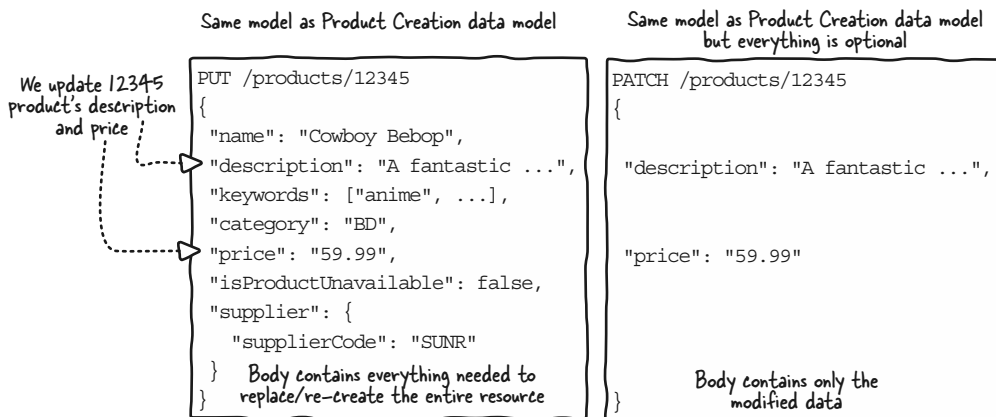 Same model as Product Creation data model
Same model as Product Creation data model
but everything is optional
We update 12345
product's description
and price
PUT /products/12345
{
"name": "Cowboy Bebop",
"description": "A fantastic ...",
"keywords": ["anime", ...],
"category": "BD",
"price": "59.99",
"isProductUnavailable": false,
"supplier": {
"supplierCode": "SUNR"
}
}
Body contains everything needed to
replace/re-create the entire resource
PATCH /products/12345
{
"description": "A fantastic ...",
"price": "59.99"
}
Body contains only the
modified data